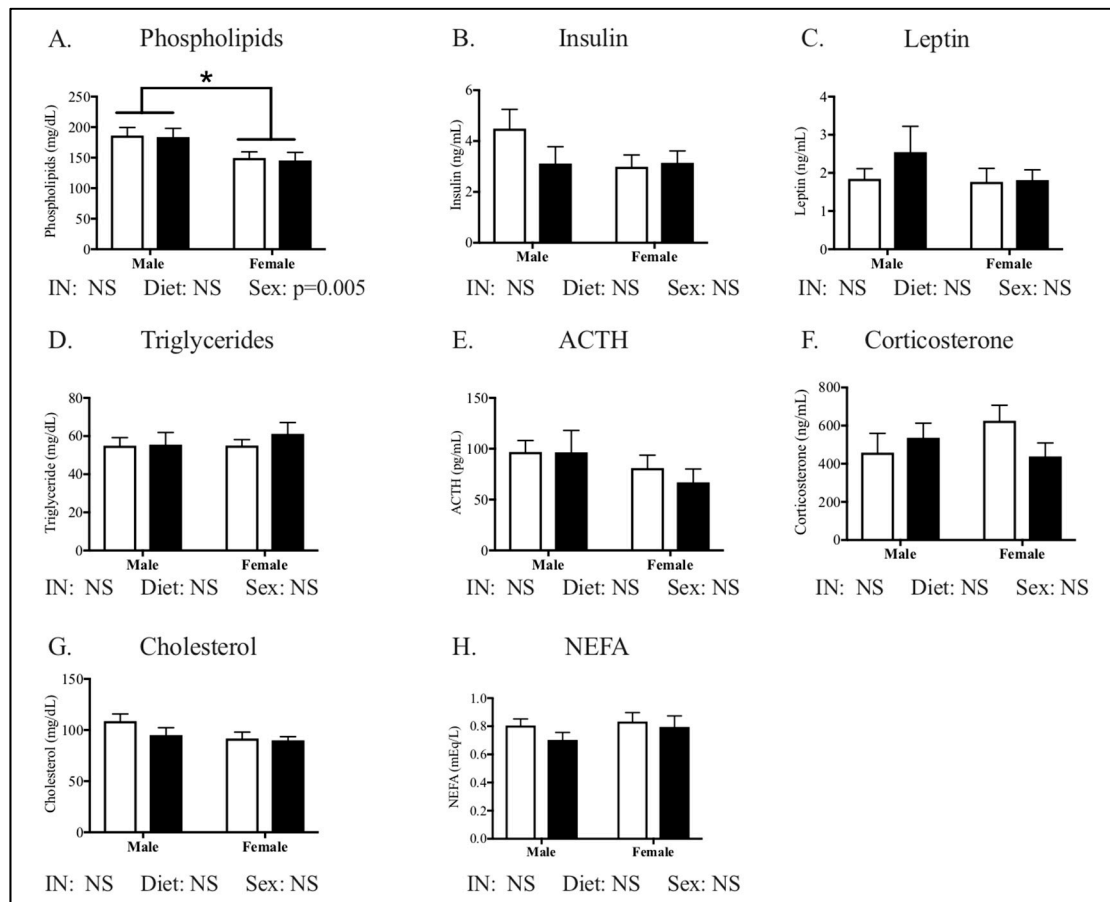 A. Phospholipids
*
Phospholipids (mg/dL)
250
200
150
100
50
0
Male Female
IN: NS Diet: NS Sex: p=0.005
B. Insulin
Insulin (ng/mL)
6
4
2
0
Male Female
IN: NS Diet: NS Sex: NS
C. Leptin
Leptin (ng/mL)
4
3
2
1
0
Male Female
IN: NS Diet: NS Sex: NS
D. Triglycerides
Triglyceride (mg/dL)
80
60
40
20
0
Male Female
IN: NS Diet: NS Sex: NS
E. ACTH
ACTH (pg/mL)
150
100
50
0
Male Female
IN: NS Diet: NS Sex: NS
F. Corticosterone
Corticosterone (ng/mL)
800
600
400
200
0
Male Female
IN: NS Diet: NS Sex: NS
G. Cholesterol
Cholesterol (mg/dL)
150
100
50
0
Male Female
IN: NS Diet: NS Sex: NS
H. NEFA
NEFA (mEq/L)
1.0
0.8
0.6
0.4
0.2
0.0
Male Female
IN: NS Diet: NS Sex: NS